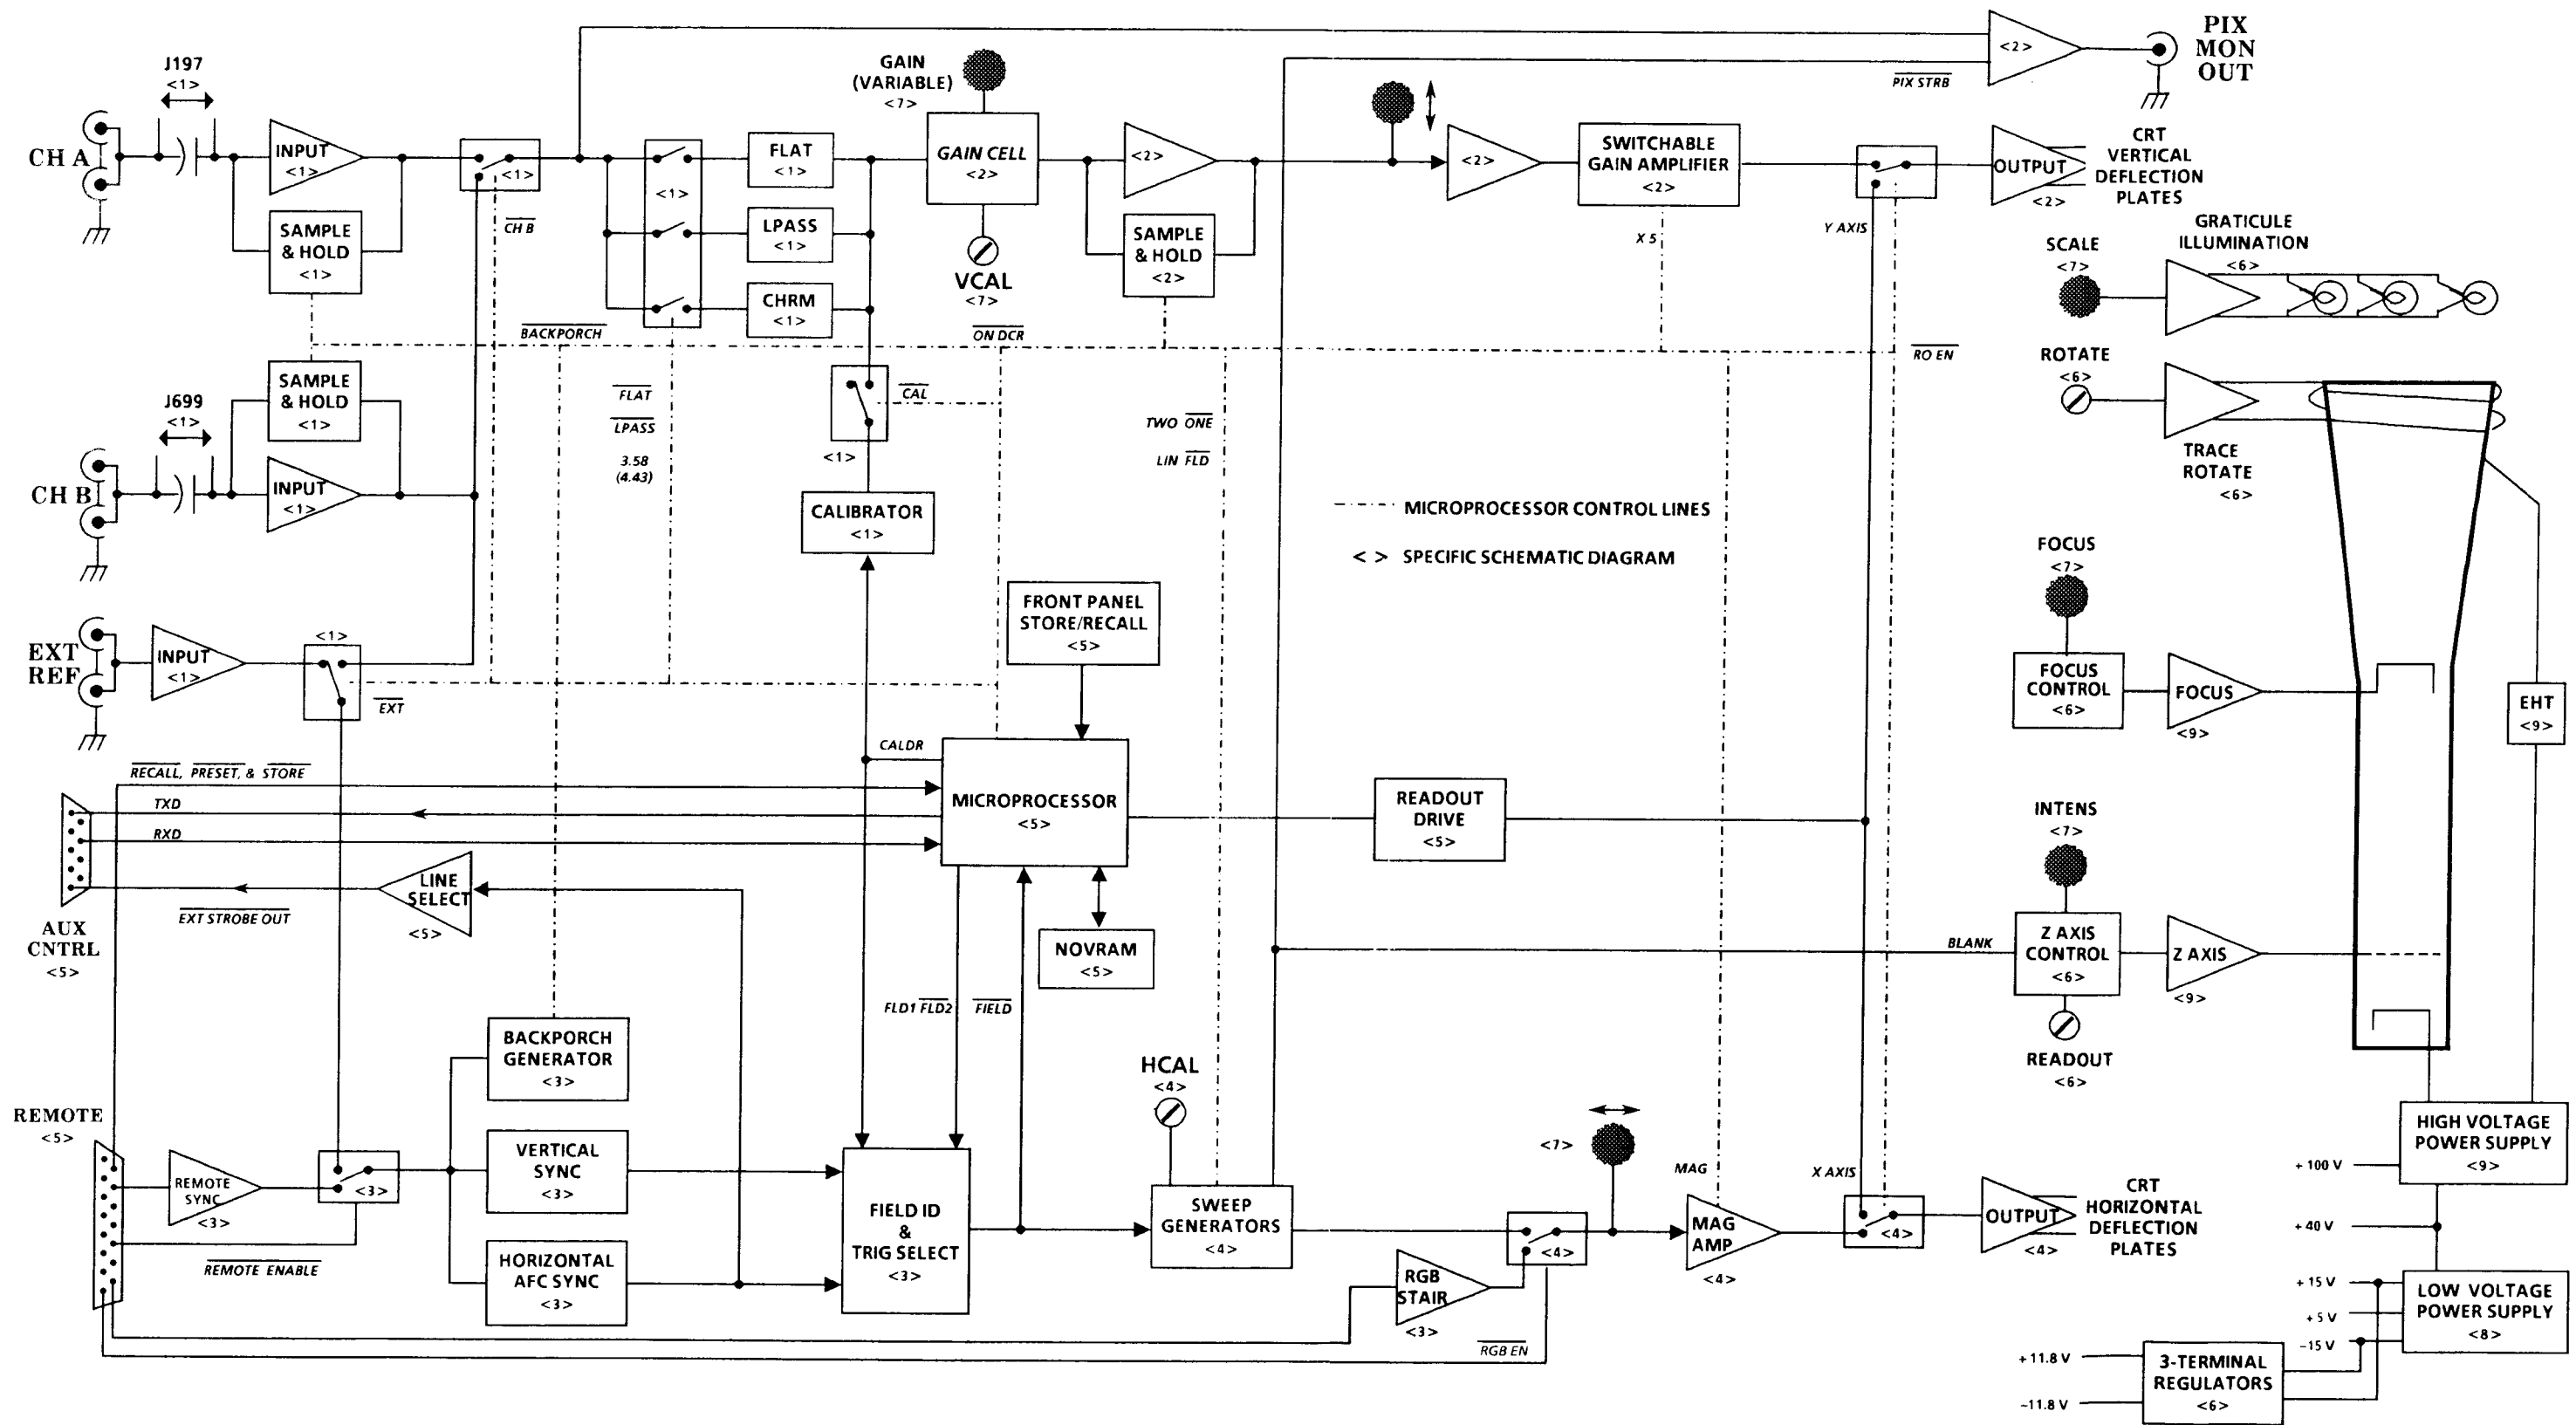 PIX
MON
OUT
<2>
PIX STRB
J197
<1>
CH A
INPUT
<1>
SAMPLE
& HOLD
<1>
<1>
CH B
<1>
FLAT
<1>
LPASS
<1>
CHRM
<1>
GAIN
(VARIABLE)
<7>
GAIN CELL
<2>
VCAL
<7>
<2>
SAMPLE
& HOLD
<2>
<2>
SWITCHABLE
GAIN AMPLIFIER
<2>
X 5
Y AXIS
OUTPUT
<2>
CRT
VERTICAL
DEFLECTION
PLATES
SCALE
<7>
GRATICULE
ILLUMINATION
<6>
BACKPORCH
ON DCR
RO EN
ROTATE
<6>
TRACE
ROTATE
<6>
J699
<1>
CH B
SAMPLE
& HOLD
<1>
INPUT
<1>
FLAT
LPASS
3.58
(4.43)
CAL
<1>
CALIBRATOR
<1>
TWO ONE
LIN FLD
MICROPROCESSOR CONTROL LINES
< > SPECIFIC SCHEMATIC DIAGRAM
EXT
REF
INPUT
<1>
<1>
EXT
FRONT PANEL
STORE/RECALL
<5>
FOCUS
<7>
FOCUS
CONTROL
<6>
FOCUS
<9>
EHT
<9>
CALDR
RECALL, PRESET, & STORE
TXD
RXD
MICROPROCESSOR
<5>
READOUT
DRIVE
<5>
INTENS
<7>
LINE
SELECT
<5>
EXT STROBE OUT
AUX
CNTRL
<5>
NOVRAM
<5>
BLANK
Z AXIS
CONTROL
<6>
Z AXIS
<9>
READOUT
<6>
FLD1 FLD2
FIELD
BACKPORCH
GENERATOR
<3>
HCAL
<4>
REMOTE
<5>
REMOTE
SYNC
<3>
<3>
REMOTE ENABLE
VERTICAL
SYNC
<3>
HORIZONTAL
AFC SYNC
<3>
FIELD ID
&
TRIG SELECT
<3>
SWEEP
GENERATORS
<4>
RGB
STAIR
<3>
RGB EN
<4>
<7>
MAG
MAG
AMP
<4>
X AXIS
<4>
OUTPUT
<4>
CRT
HORIZONTAL
DEFLECTION
PLATES
HIGH VOLTAGE
POWER SUPPLY
<9>
+ 100 V
+ 40 V
+ 15 V
+ 5 V
–15 V
LOW VOLTAGE
POWER SUPPLY
<8>
+ 11.8 V
–11.8 V
3-TERMINAL
REGULATORS
<6>